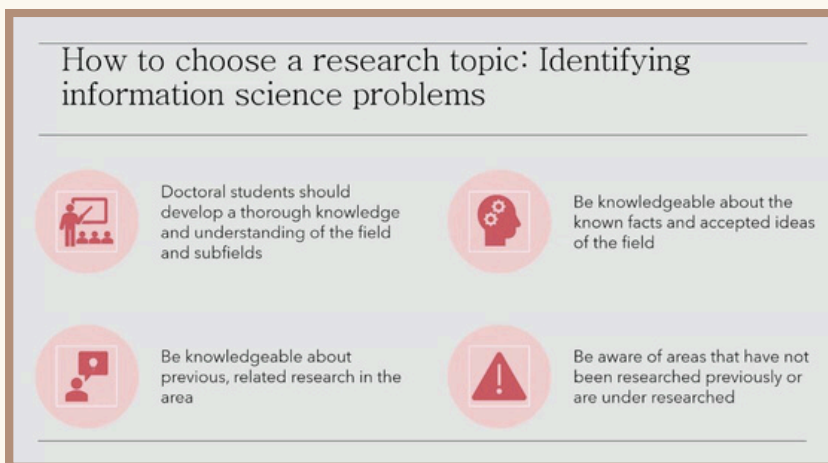 How to choose a research topic: Identifying
information science problems
Doctoral students should
develop a thorough knowledge
and understanding of the field
and subfields
Be knowledgeable about the
known facts and accepted ideas
of the field
Be knowledgeable about
previous, related research in the
area
Be aware of areas that have not
been researched previously or
are under researched